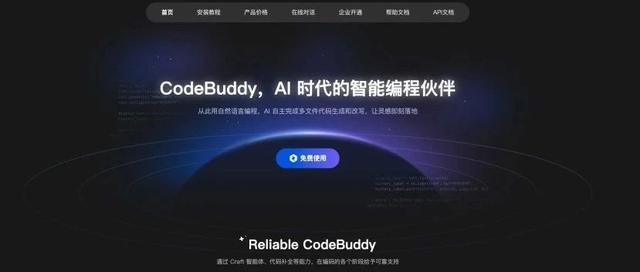 首页 安装教程 产品价格 在线对话 企业开通 帮助文档 API文档
CodeBuddy，AI 时代的智能编程伙伴
从此用自然语言编程，AI 自主完成多文件代码生成和改写，让灵感即刻落地
免费使用
Reliable CodeBuddy
通过 Craft 智能体、代码补全等能力，在编码的各个阶段给予可靠支持